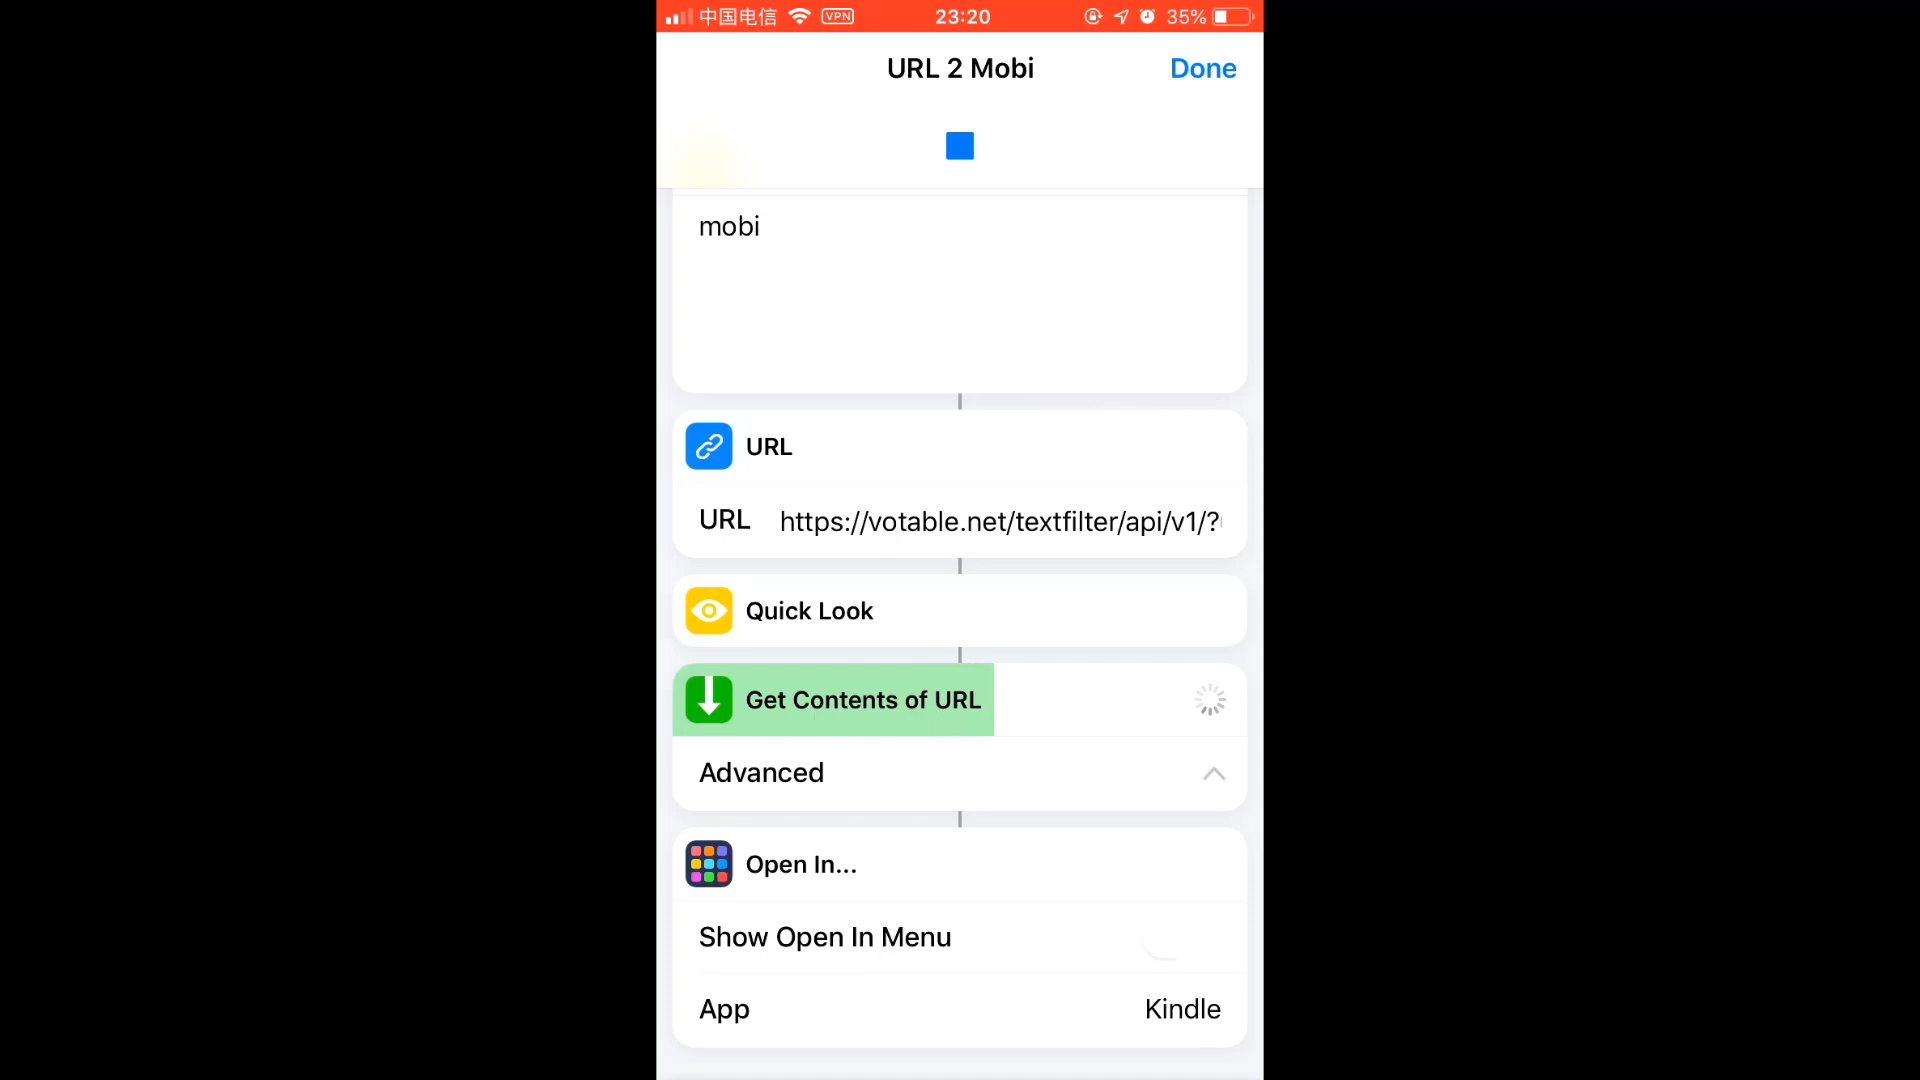 中国电信 VPN 23:20 35%
URL 2 Mobi Done
mobi
URL
URL https://votable.net/textfilter/api/v1/?
Quick Look
Get Contents of URL
Advanced
Open In...
Show Open In Menu
App Kindle